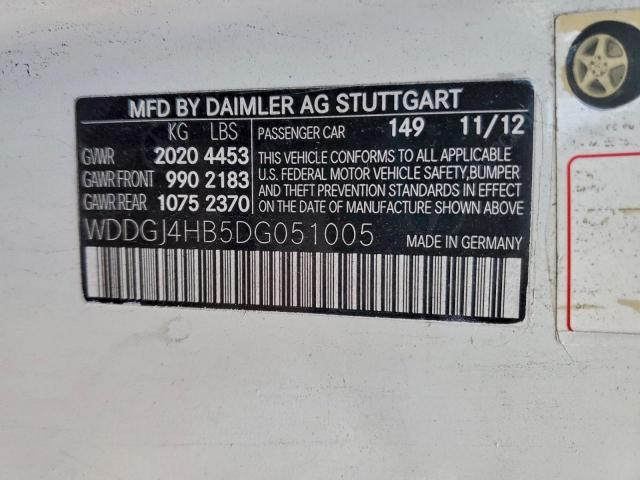 MFD BY DAIMLER AG STUTTGART
KG LBS PASSENGER CAR 149 11/12
GVWR 2020 4453 THIS VEHICLE CONFORMS TO ALL APPLICABLE
GAWR FRONT 990 2183 U.S. FEDERAL MOTOR VEHICLE SAFETY,BUMPER
GAWR REAR 1075 2370 AND THEFT PREVENTION STANDARDS IN EFFECT ON
THE DATE OF MANUFACTURE SHOWN ABOVE
WDDGJ4HB5DG051005 MADE IN GERMANY